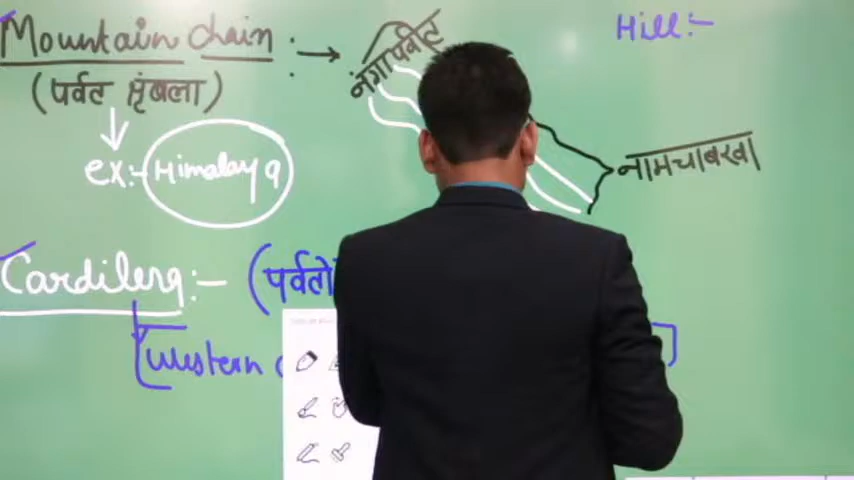 Mountain chain : →
(पर्वत श्रृंखला)
ex:- Himalaya
नंगापर्वत
नामचाबरवा
Hill:-
Cardilera:-
(पर्वतो
Western